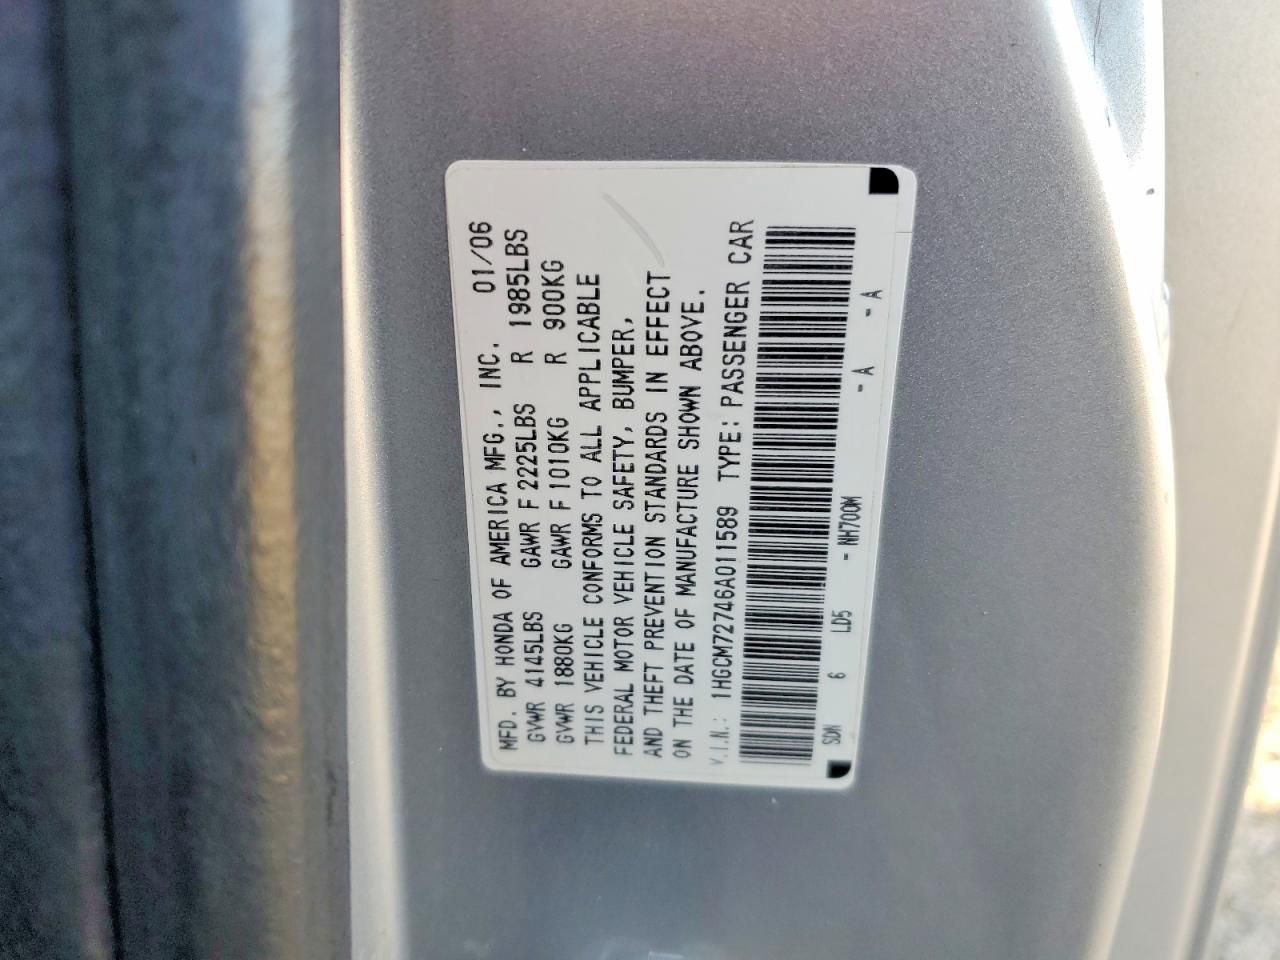 MFD. BY HONDA OF AMERICA MFG., INC. 01/06
GVWR 4145LBS GAWR F 2225LBS R 1985LBS
GVWR 1880KG GAWR F 1010KG R 900KG
THIS VEHICLE CONFORMS TO ALL APPLICABLE
FEDERAL MOTOR VEHICLE SAFETY, BUMPER,
AND THEFT PREVENTION STANDARDS IN EFFECT
ON THE DATE OF MANUFACTURE SHOWN ABOVE.
V.I.N.: 1HGCM72746A011589 TYPE: PASSENGER CAR
SDN 6 LD5 - NH700M - A - A